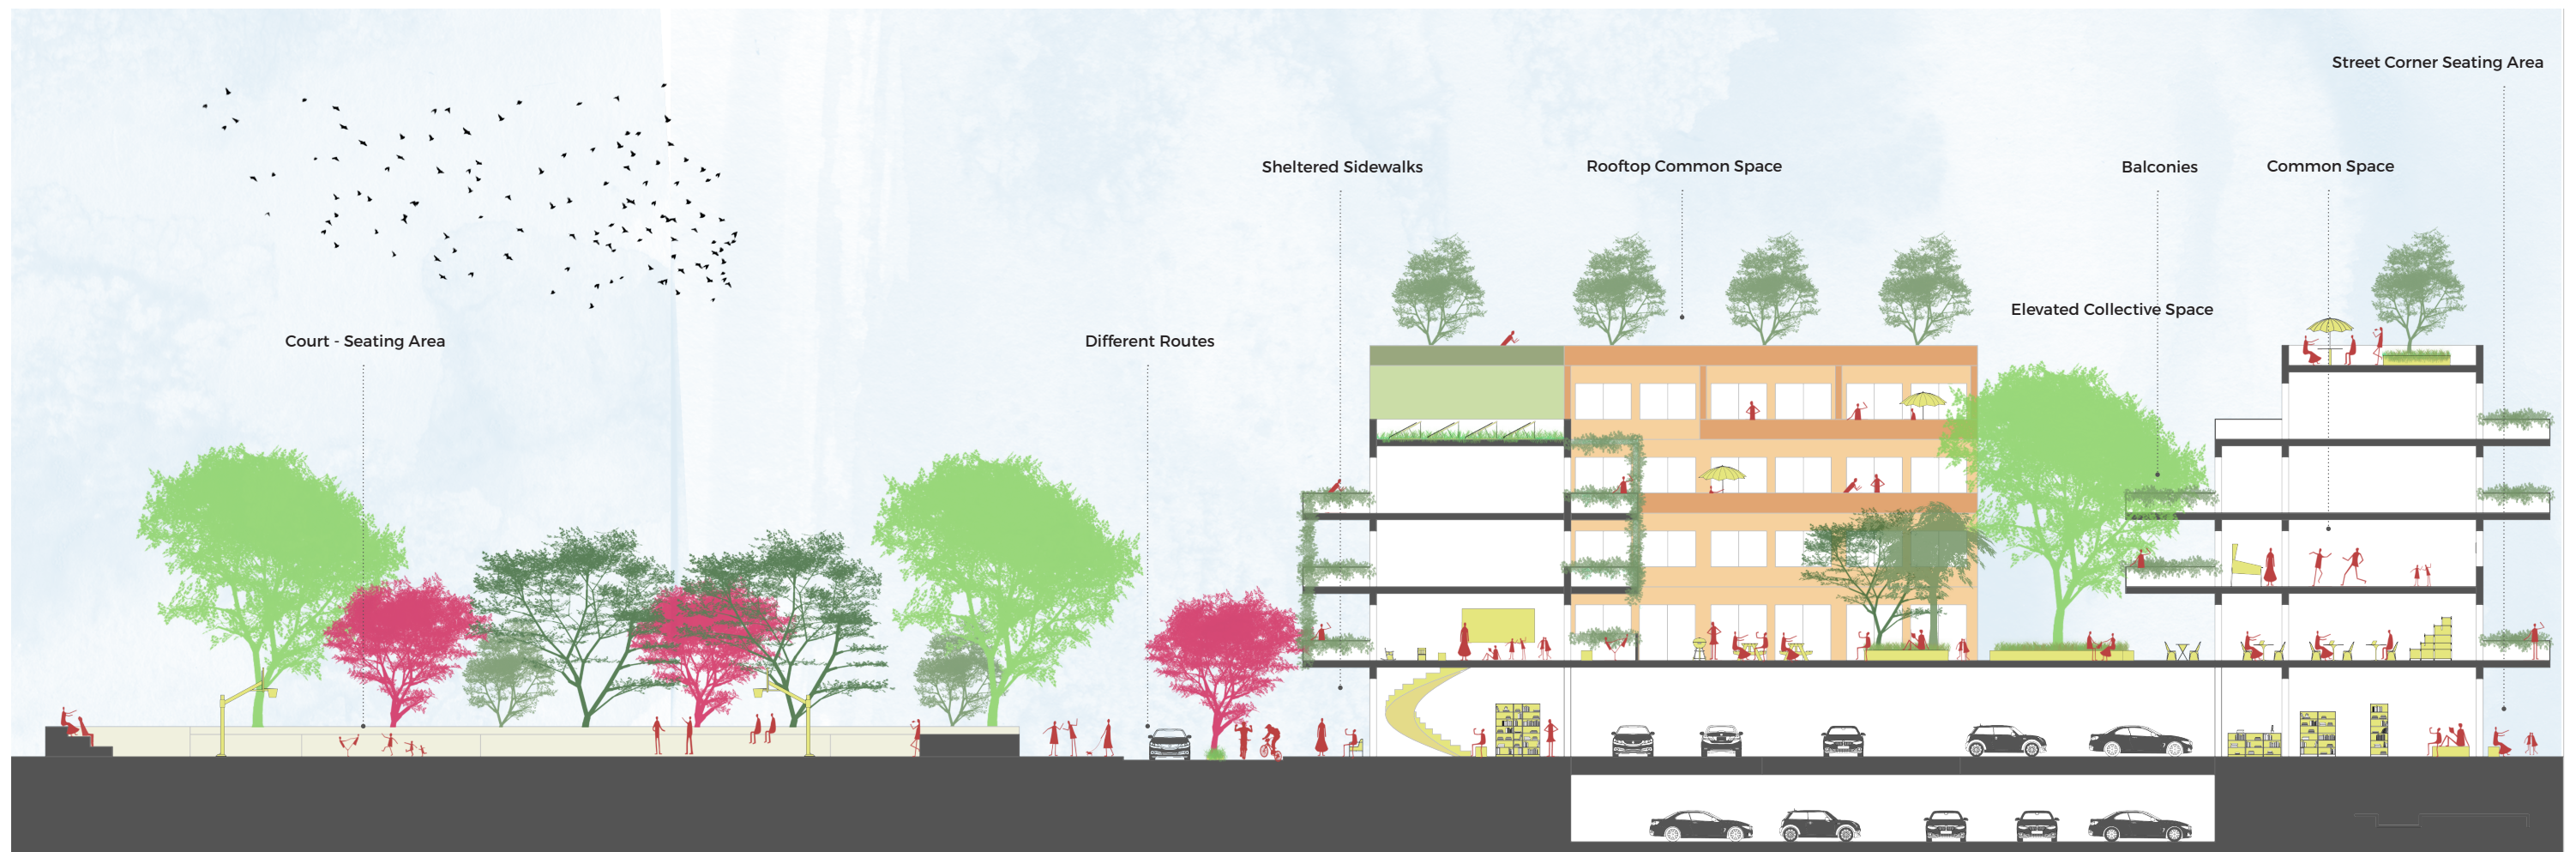 Street Corner Seating Area
Sheltered Sidewalks
Rooftop Common Space
Balconies
Common Space
Elevated Collective Space
Court - Seating Area
Different Routes